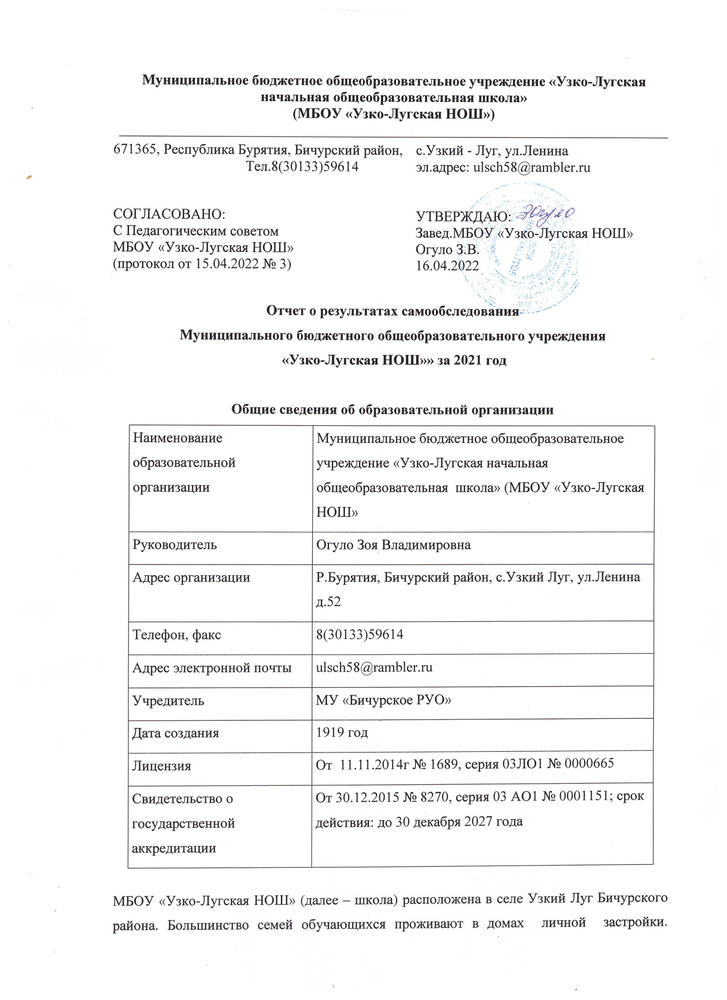 Муниципальное бюджетное общеобразовательное учреждение «Узко-Лугская
начальная общеобразовательная школа»
(МБОУ «Узко-Лугская НОШ»)
671365, Республика Бурятия, Бичурский район, с.Узкий - Луг, ул.Ленина
Тел.8(30133)59614 эл.адрес: ulsch58@rambler.ru
СОГЛАСОВАНО:
С Педагогическим советом
МБОУ «Узко-Лугская НОШ»
(протокол от 15.04.2022 № 3)
УТВЕРЖДАЮ: ЗОгуло
Завед.МБОУ «Узко-Лугская НОШ»
Огуло З.В.
16.04.2022
Отчет о результатах самообследования
Муниципального бюджетного общеобразовательного учреждения
«Узко-Лугская НОШ»» за 2021 год
Общие сведения об образовательной организации
Наименование
образовательной
организации
Муниципальное бюджетное общеобразовательное
учреждение «Узко-Лугская начальная
общеобразовательная школа» (МБОУ «Узко-Лугская
НОШ»
Руководитель
Огуло Зоя Владимировна
Адрес организации
Р.Бурятия, Бичурский район, с.Узкий Луг, ул.Ленина
д.52
Телефон, факс
8(30133)59614
Адрес электронной почты
ulsch58@rambler.ru
Учредитель
МУ «Бичурское РУО»
Дата создания
1919 год
Лицензия
От 11.11.2014г № 1689, серия 03ЛО1 № 0000665
Свидетельство о
государственной
аккредитации
От 30.12.2015 № 8270, серия 03 АО1 № 0001151; срок
действия: до 30 декабря 2027 года
МБОУ «Узко-Лугская НОШ» (далее – школа) расположена в селе Узкий Луг Бичурского
района. Большинство семей обучающихся проживают в домах личной застройки.